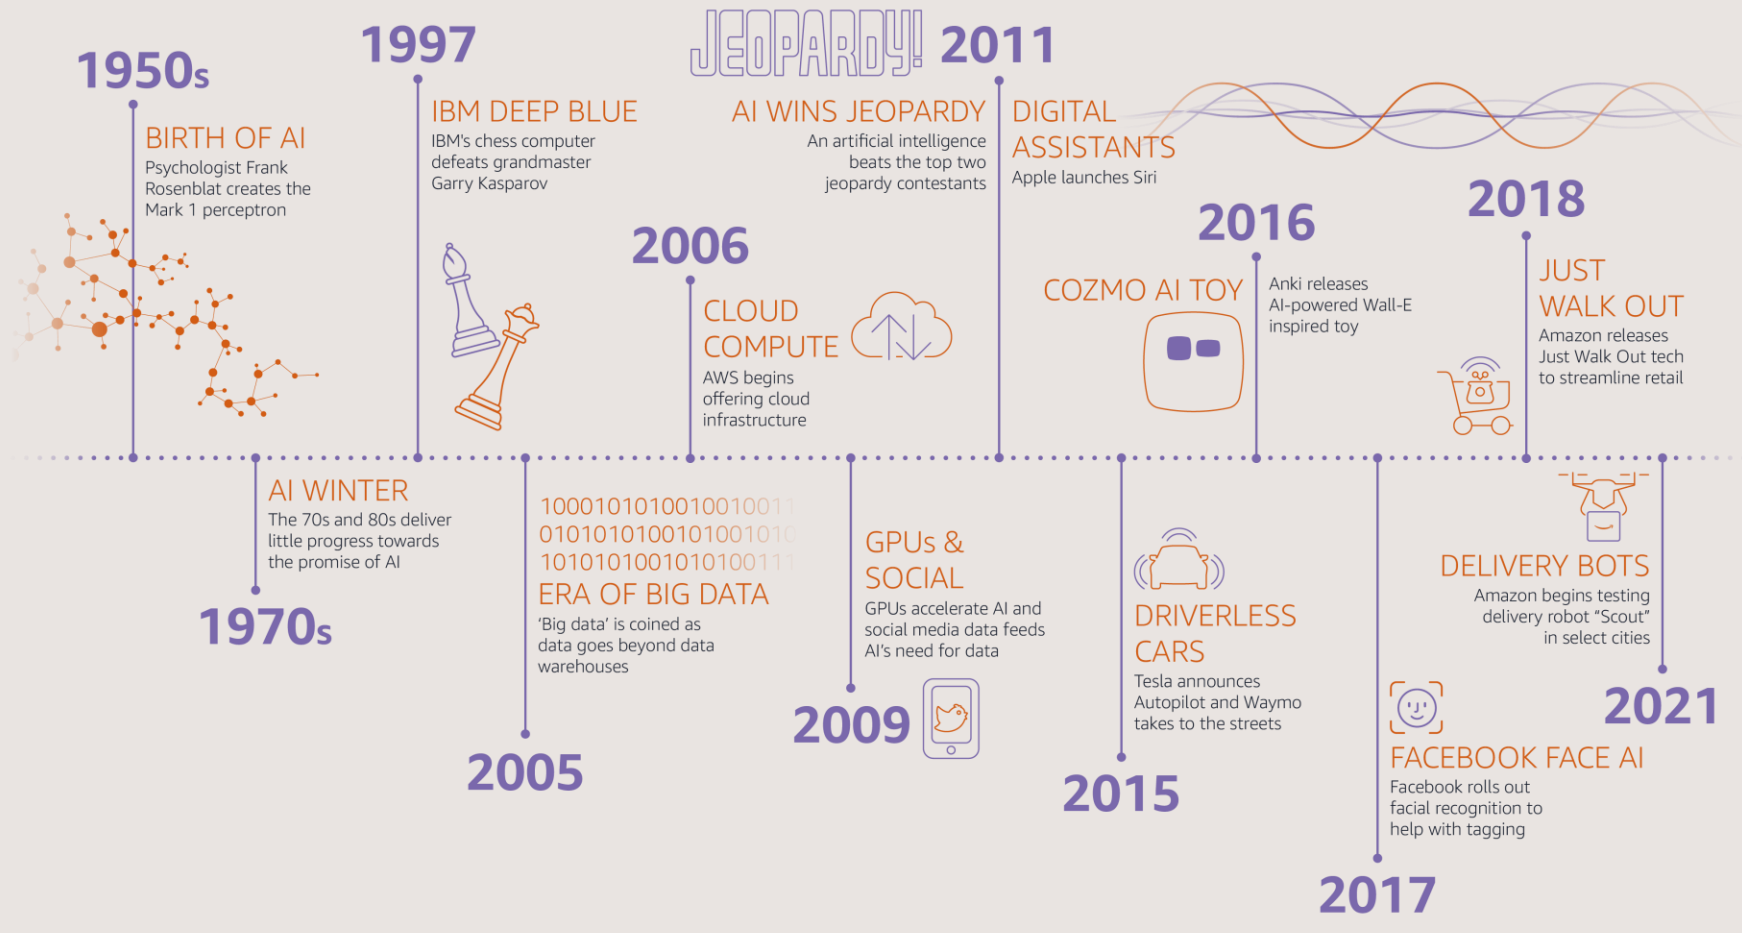 1950s
BIRTH OF AI
Psychologist Frank
Rosenblat creates the
Mark 1 perceptron
AI WINTER
The 70s and 80s deliver
little progress towards
the promise of AI
1970s
1997
IBM DEEP BLUE
IBM's chess computer
defeats grandmaster
Garry Kasparov
100010101001001001​1
010101010010100101​0
101010100101010011​1
ERA OF BIG DATA
‘Big data’ is coined as
data goes beyond data
warehouses
2005
2006
CLOUD
COMPUTE
AWS begins
offering cloud
infrastructure
GPUs &
SOCIAL
GPUs accelerate AI and
social media data feeds
AI’s need for data
2009
JEOPARDY!
2011
AI WINS JEOPARDY
An artificial intelligence
beats the top two
jeopardy contestants
DIGITAL
ASSISTANTS
Apple launches Siri
DRIVERLESS
CARS
Tesla announces
Autopilot and Waymo
takes to the streets
2015
2016
COZMO AI TOY
Anki releases
AI-powered Wall-E
inspired toy
FACEBOOK FACE AI
Facebook rolls out
facial recognition to
help with tagging
2017
2018
JUST
WALK OUT
Amazon releases
Just Walk Out tech
to streamline retail
DELIVERY BOTS
Amazon begins testing
delivery robot “Scout”
in select cities
2021